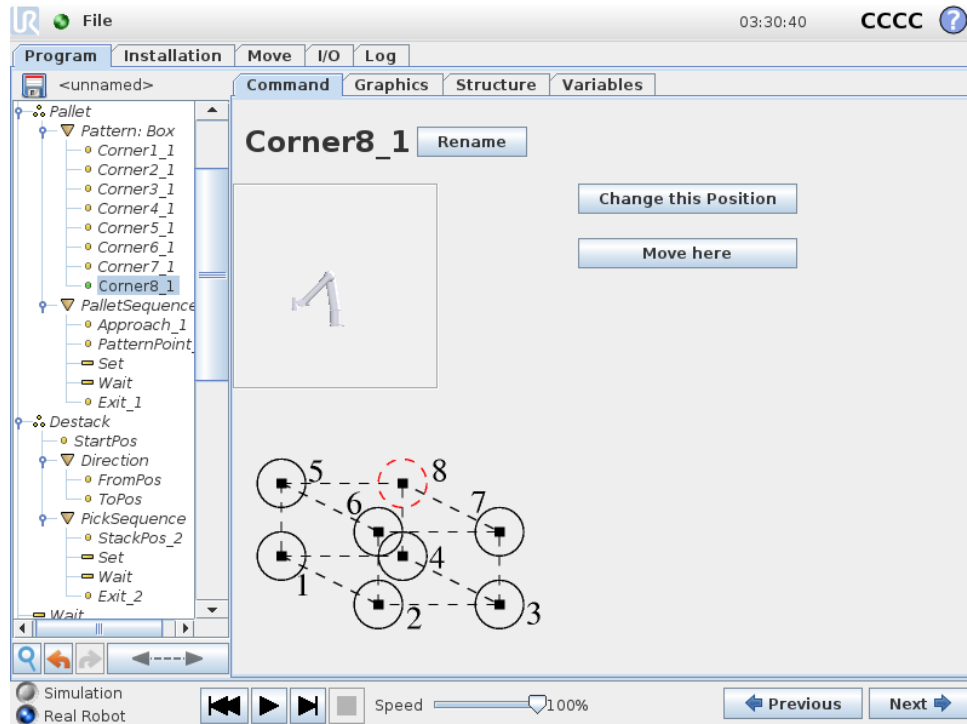 UR File 03:30:40 CCCC ?
Program Installation Move I/O Log
<unnamed>
Command Graphics Structure Variables
Pallet
Pattern: Box
Corner1_1
Corner2_1
Corner3_1
Corner4_1
Corner5_1
Corner6_1
Corner7_1
Corner8_1
PalletSequence
Approach_1
PatternPoint_
Set
Wait
Exit_1
Destack
StartPos
Direction
FromPos
ToPos
PickSequence
StackPos_2
Set
Wait
Exit_2
Wait
Corner8_1 Rename
Change this Position
Move here
5 8
6 7
1 4
2 3
Simulation
Real Robot
Speed 100%
Previous Next